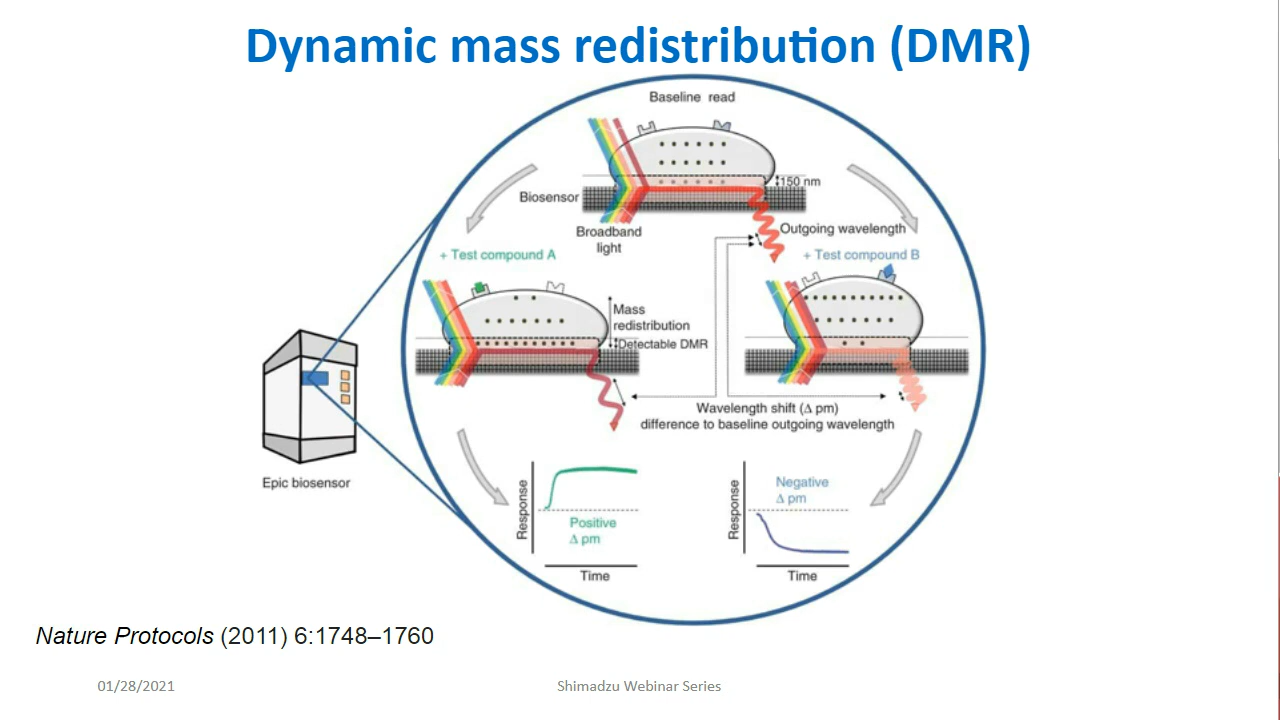 Dynamic mass redistribution (DMR)
Baseline read
150 nm
Biosensor
Broadband
light
Outgoing wavelength
+ Test compound A
+ Test compound B
Mass
redistribution
Detectable DMR
Wavelength shift (Δ pm)
difference to baseline outgoing wavelength
Epic biosensor
Response
Positive
Δ pm
Time
Response
Negative
Δ pm
Time
Nature Protocols (2011) 6:1748–1760
01/28/2021
Shimadzu Webinar Series